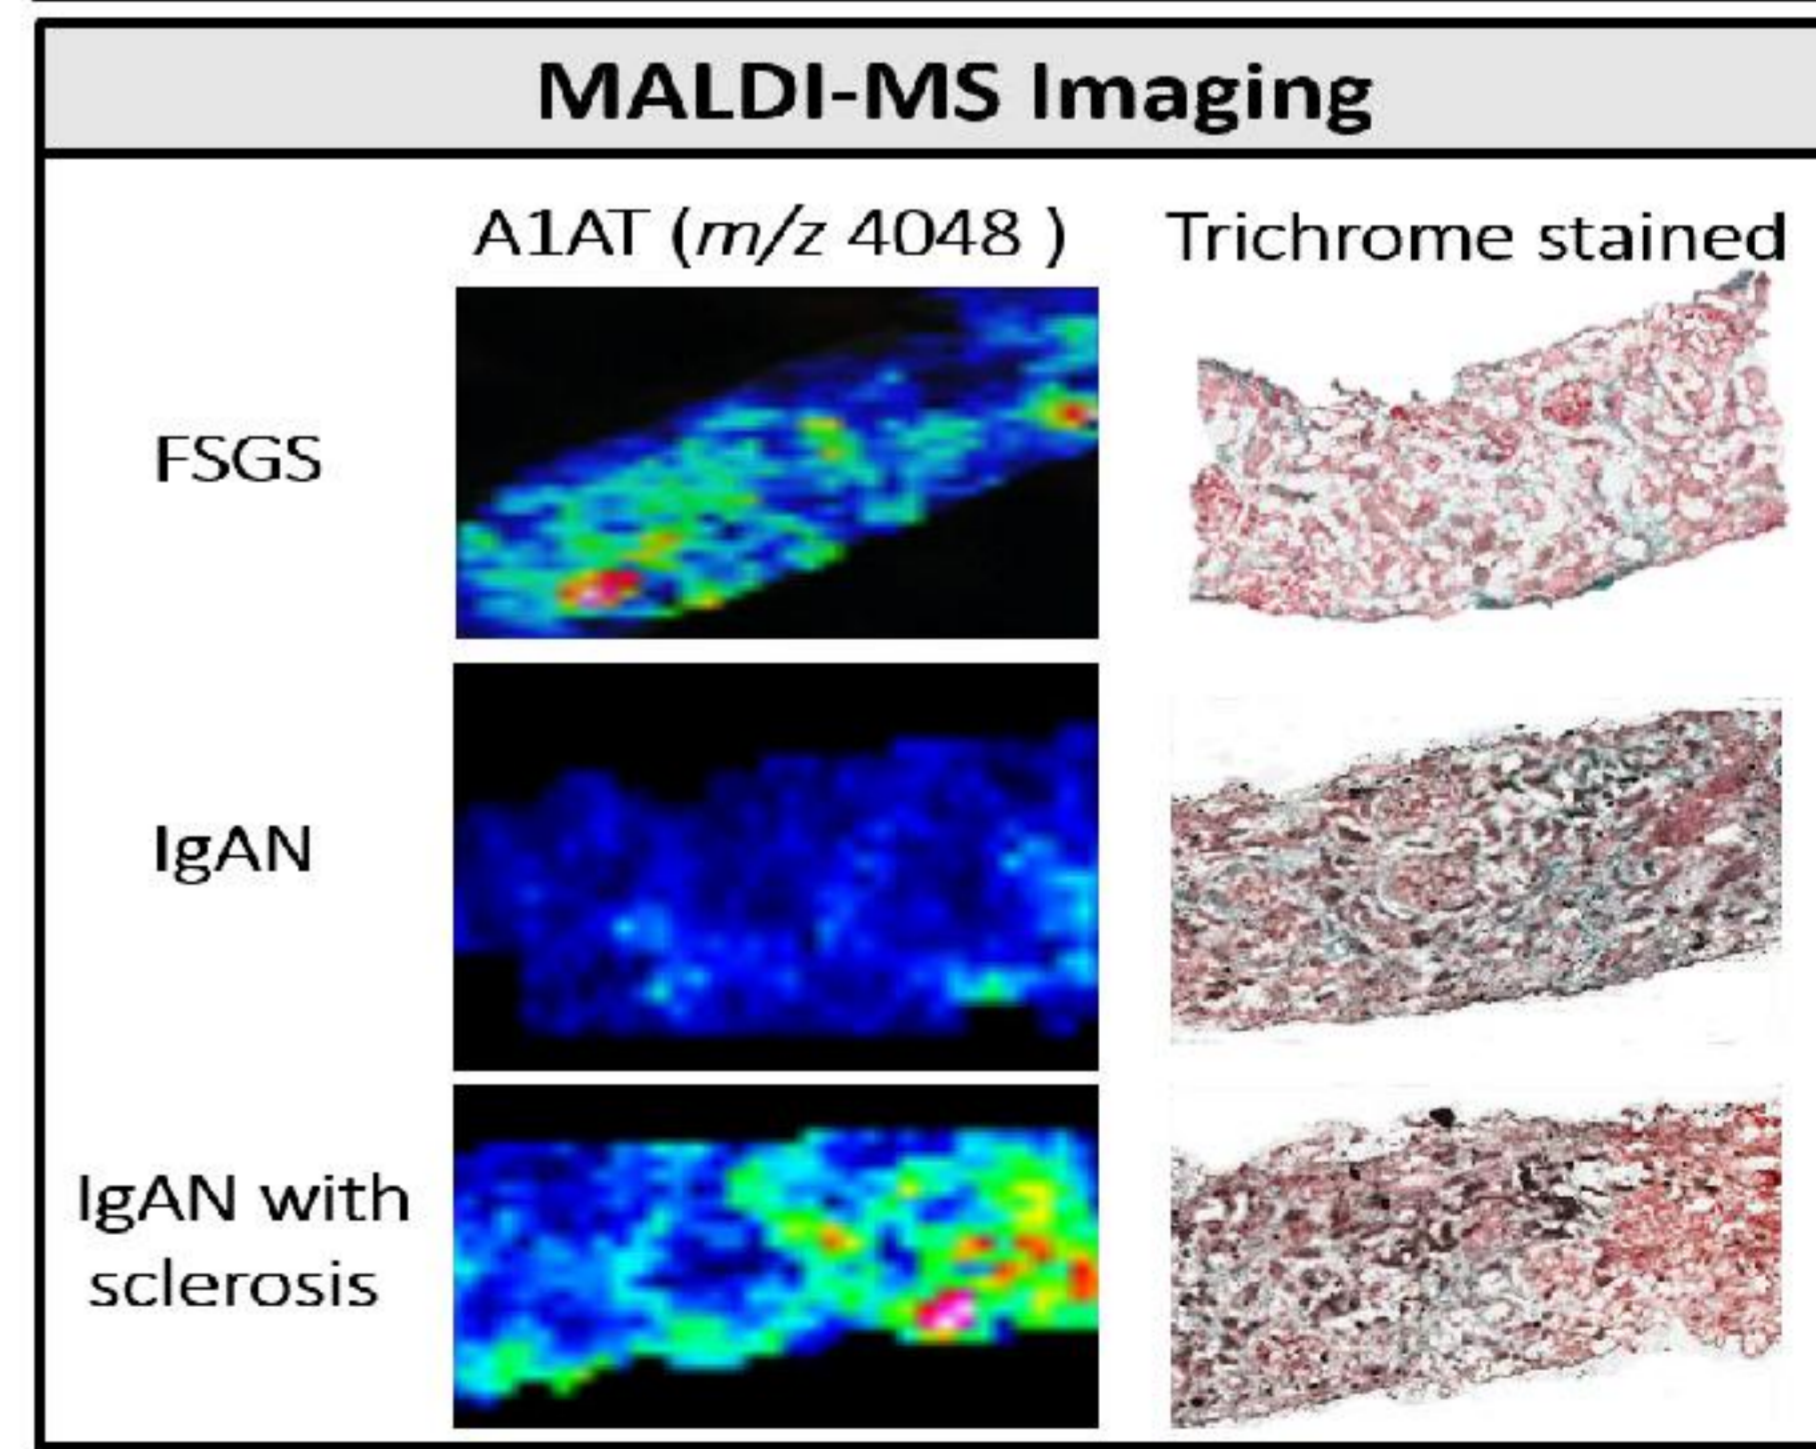 MALDI-MS Imaging
A1AT (m/z 4048 )
Trichrome stained
FSGS
IgAN
IgAN with
sclerosis